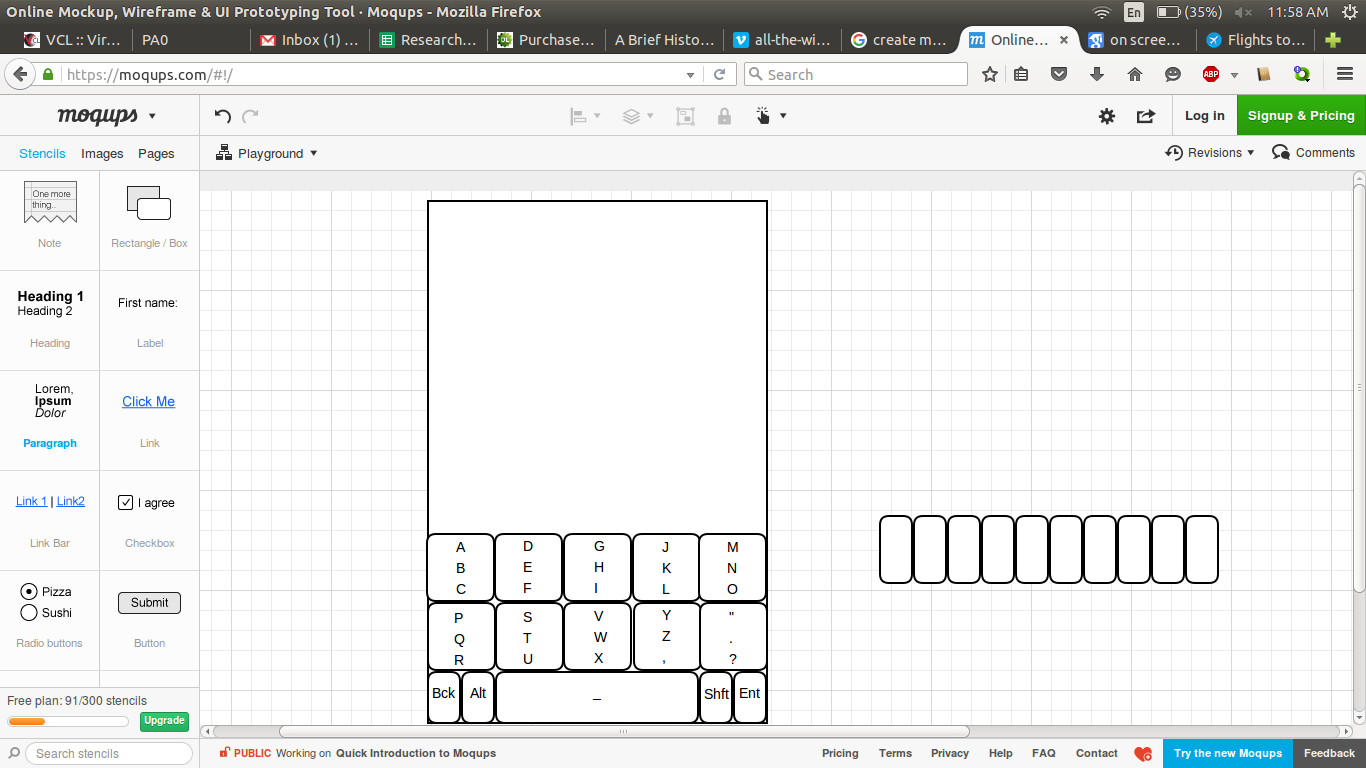 Online Mockup, Wireframe & UI Prototyping Tool · Moqups - Mozilla Firefox
En (35%) 11:58 AM
VCL :: Vir… PA0 Inbox (1) … Research… Purchase… A Brief Histo… all-the-wi… create m… Online… on scree… Flights to…
https://moqups.com/#!/ Search ABP
moqups Log in Signup & Pricing
Stencils Images Pages Playground Revisions Comments
One more
thing..
Note Rectangle / Box
Heading 1
Heading 2
First name:
Heading Label
Lorem,
Ipsum
Dolor
Click Me
Paragraph Link
Link 1 | Link2 I agree
Link Bar Checkbox
Pizza
Sushi
Submit
Radio buttons Button
A D G J M
B E H K N
C F I L O
P S V Y "
Q T W Z .
R U X , ?
Bck Alt _ Shft Ent
Free plan: 91/300 stencils
Upgrade
Search stencils
PUBLIC Working on Quick Introduction to Moqups Pricing Terms Privacy Help FAQ Contact Try the new Moqups Feedback